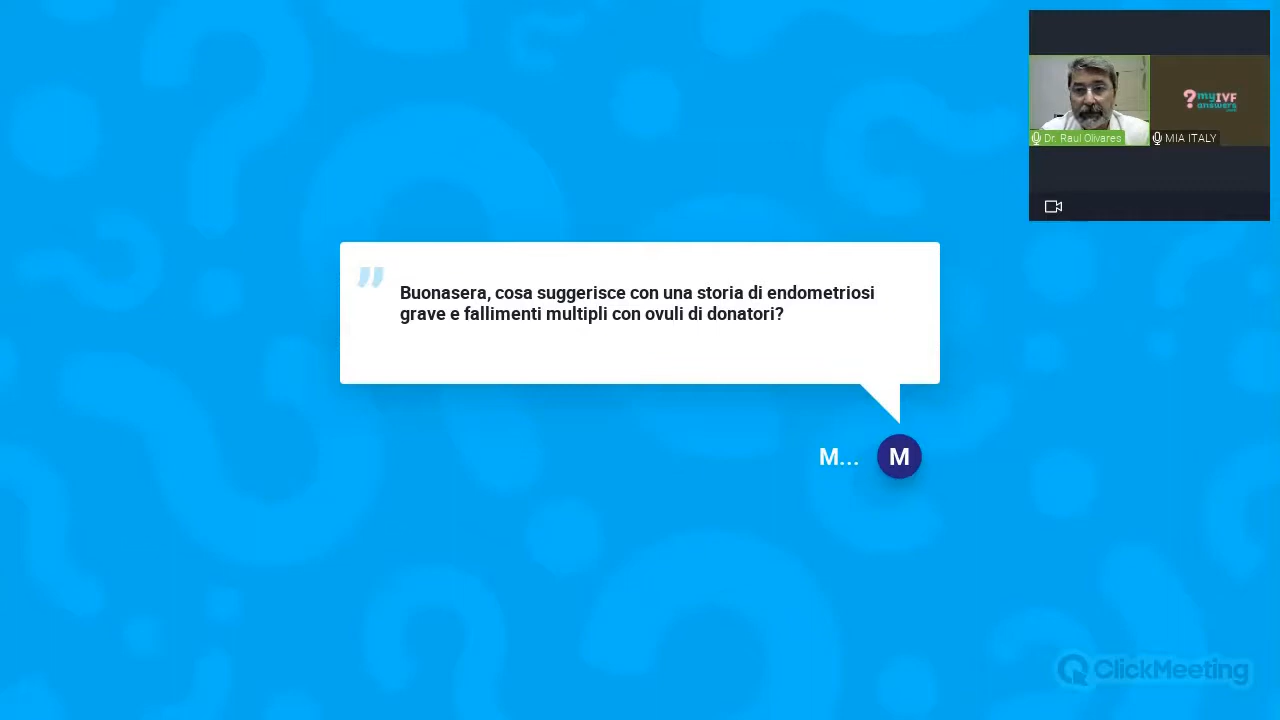 ?myIVF
answers
Dr. Raul Olivares
MIA ITALY
” Buonasera, cosa suggerisce con una storia di endometriosi
grave e fallimenti multipli con ovuli di donatori?
M... M
ClickMeeting